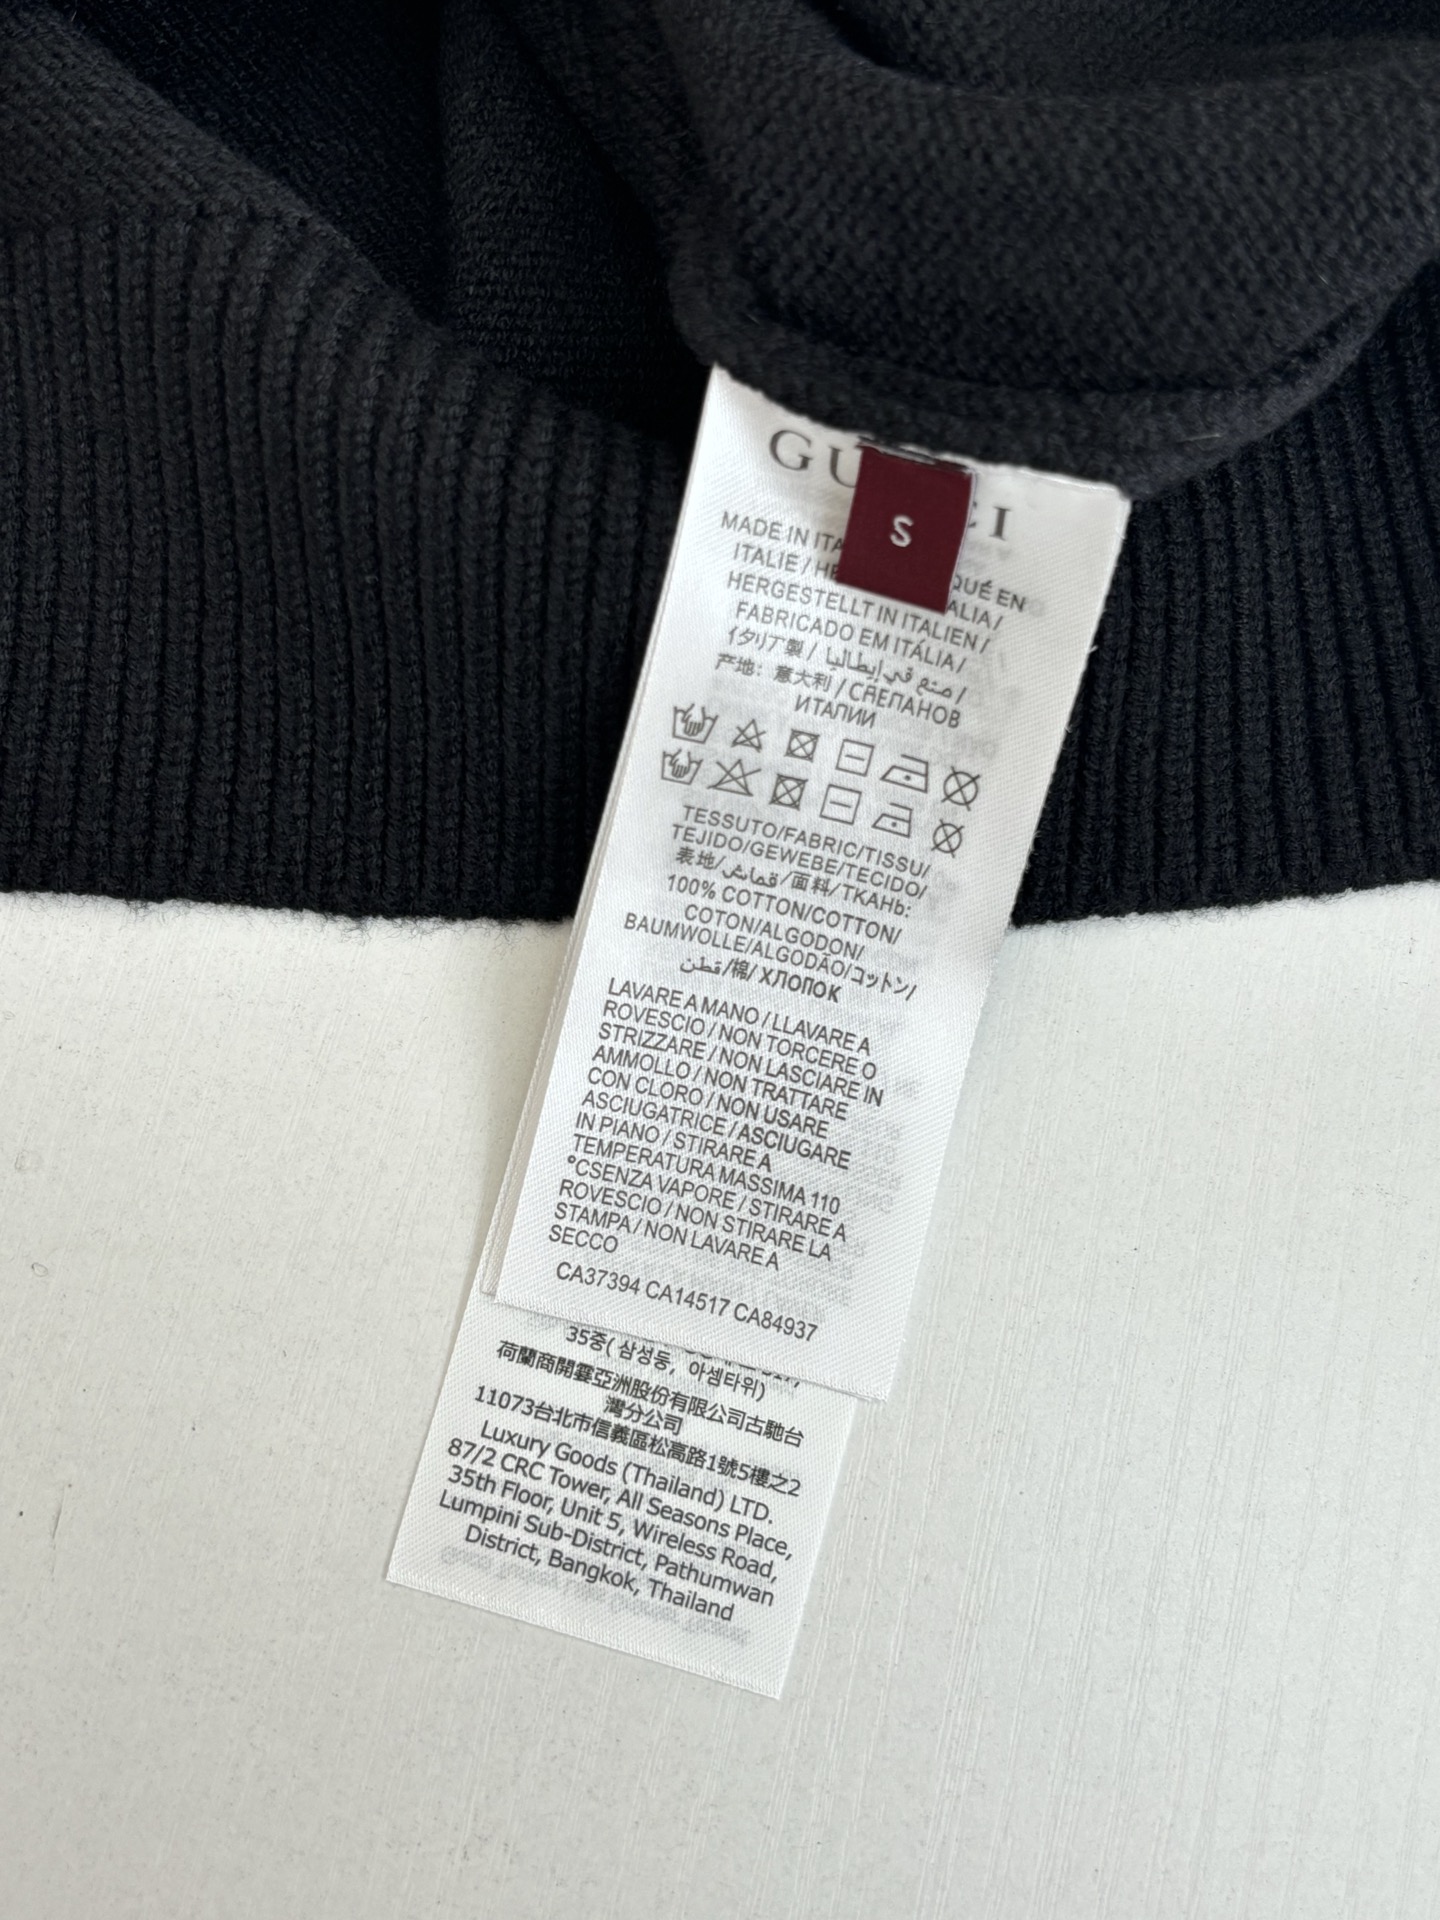 GU CI
S
MADE IN ITA QUÉ EN
ITALIE / HE ALIA /
HERGESTELLT IN ITALIEN /
FABRICADO EM ITÁLIA /
イタリア製 / صنع في إيطاليا /
产地：意大利 / СДЕЛАНОВ
ИТАЛИИ
TESSUTO/FABRIC/TISSU/
TEJIDO/GEWEBE/TECIDO/
表地/قماش/面料/ТКАНЬ:
100% COTTON/COTTON/
COTON/ALGODON/
BAUMWOLLE/ALGODÃO/コットン/
قطن/棉/ ХЛОПОК
LAVARE A MANO / LLAVARE A
ROVESCIO / NON TORCERE O
STRIZZARE / NON LASCIARE IN
AMMOLLO / NON TRATTARE
CON CLORO / NON USARE
ASCIUGATRICE / ASCIUGARE
IN PIANO / STIRARE A
TEMPERATURA MASSIMA 110
°CSENZA VAPORE / STIRARE A
ROVESCIO / NON STIRARE LA
STAMPA / NON LAVARE A
SECCO
CA37394 CA14517 CA84937
35중( 삼성동, 아셈타워)
荷蘭商開雲亞洲股份有限公司古馳台
灣分公司
11073台北市信義區松高路1號5樓之2
Luxury Goods (Thailand) LTD.
87/2 CRC Tower, All Seasons Place,
35th Floor, Unit 5, Wireless Road,
Lumpini Sub-District, Pathumwan
District, Bangkok, Thailand